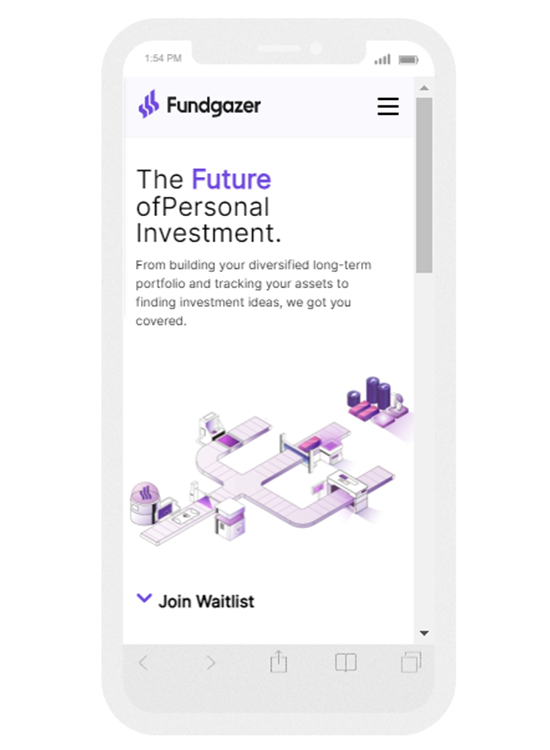 1:54 PM
Fundgazer
The Future
ofPersonal
Investment.
From building your diversified long-term
portfolio and tracking your assets to
finding investment ideas, we got you
covered.
Join Waitlist